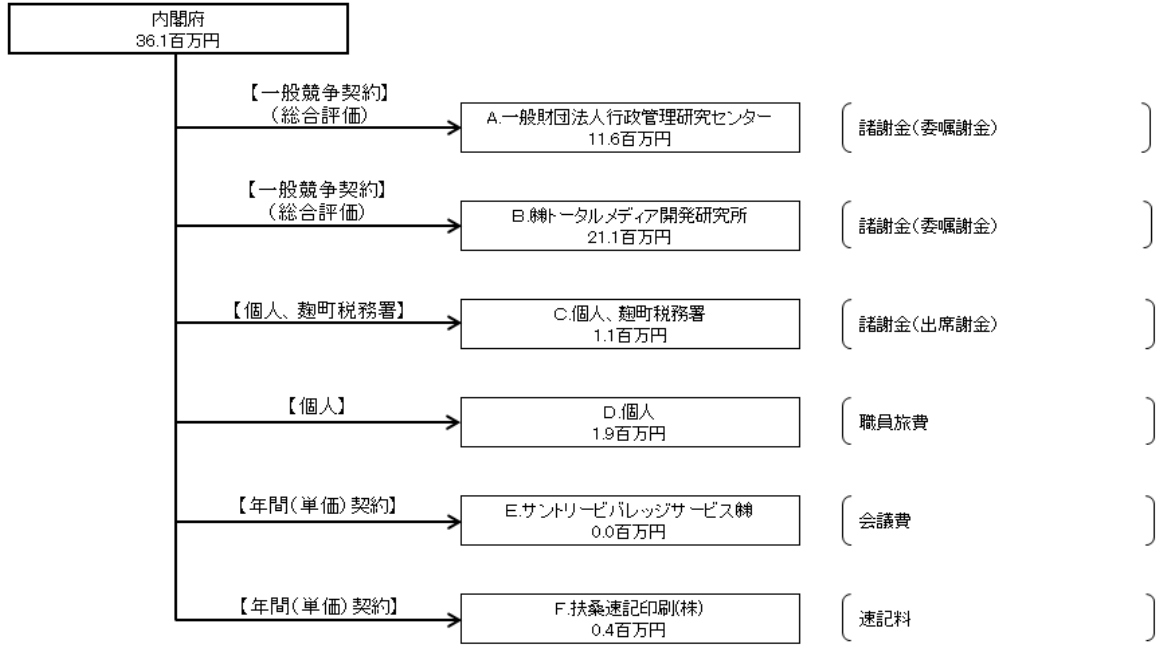 内閣府
36.1百万円
【一般競争契約】
(総合評価)
A.一般財団法人行政管理研究センター
11.6百万円
諸謝金(委嘱謝金)
【一般競争契約】
(総合評価)
B.㈱トータルメディア開発研究所
21.1百万円
諸謝金(委嘱謝金)
【個人、麹町税務署】
C.個人、麹町税務署
1.1百万円
諸謝金(出席謝金)
【個人】
D.個人
1.9百万円
職員旅費
【年間(単価)契約】
E.サントリービバレッジサービス㈱
0.0百万円
会議費
【年間(単価)契約】
F.扶桑速記印刷(株)
0.4百万円
速記料